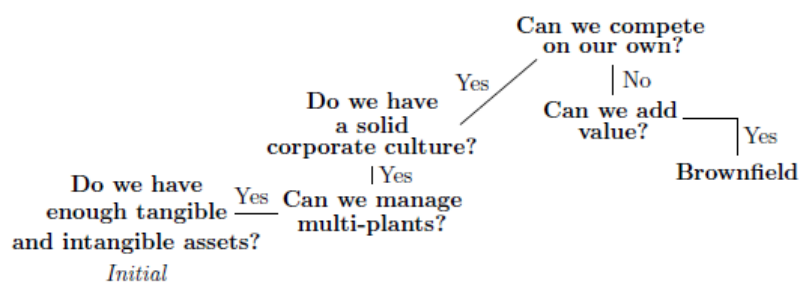 Can we compete
on our own?
Yes
No
Do we have
a solid
corporate culture?
Can we add
value?
Yes
Yes
Brownfield
Do we have
enough tangible
and intangible assets?
Yes
Can we manage
multi-plants?
Initial